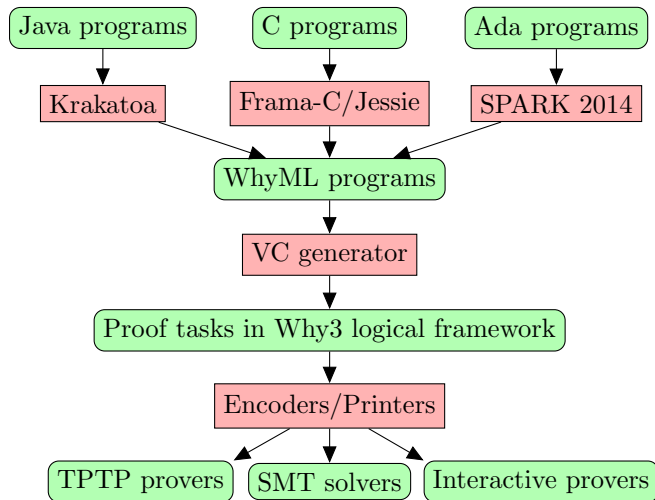 Java programs
C programs
Ada programs
Krakatoa
Frama-C/Jessie
SPARK 2014
WhyML programs
VC generator
Proof tasks in Why3 logical framework
Encoders/Printers
TPTP provers
SMT solvers
Interactive provers